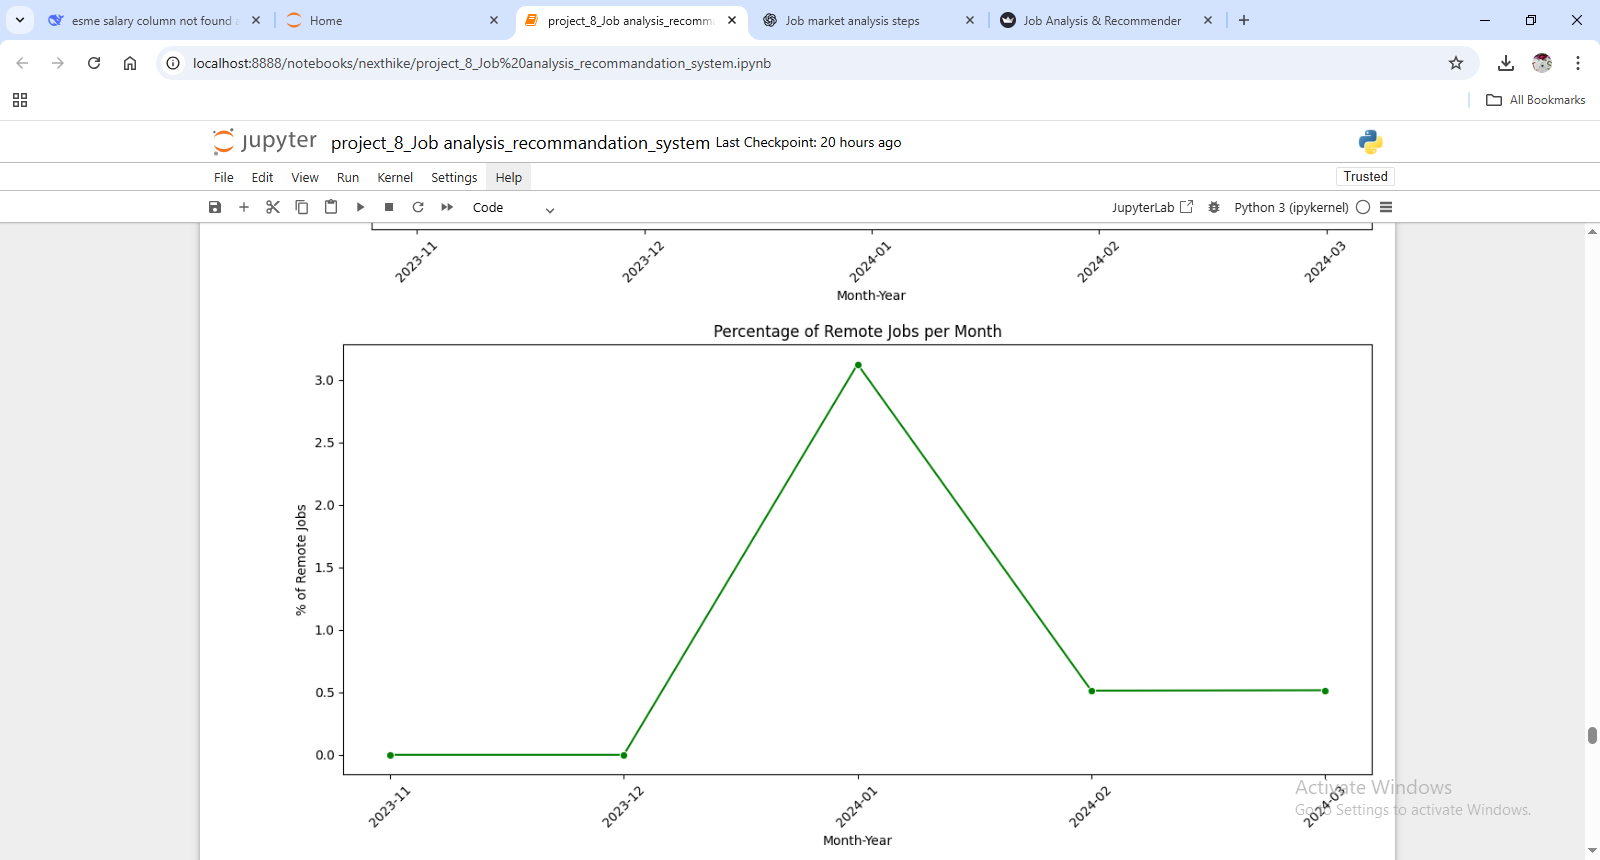 esme salary column not found
Home
project_8_Job analysis_recomm
Job market analysis steps
Job Analysis & Recommender
localhost:8888/notebooks/nexthike/project_8_Job%20analysis_recommandation_system.ipynb
All Bookmarks
jupyter project_8_Job analysis_recommandation_system Last Checkpoint: 20 hours ago
File Edit View Run Kernel Settings Help Trusted
Code JupyterLab Python 3 (ipykernel)
2023-11 2023-12 2024-01 2024-02 2024-03
Month-Year
Percentage of Remote Jobs per Month
3.0
2.5
2.0
1.5
1.0
0.5
0.0
% of Remote Jobs
2023-11 2023-12 2024-01 2024-02 2024-03
Month-Year
Activate Windows
Go to Settings to activate Windows.